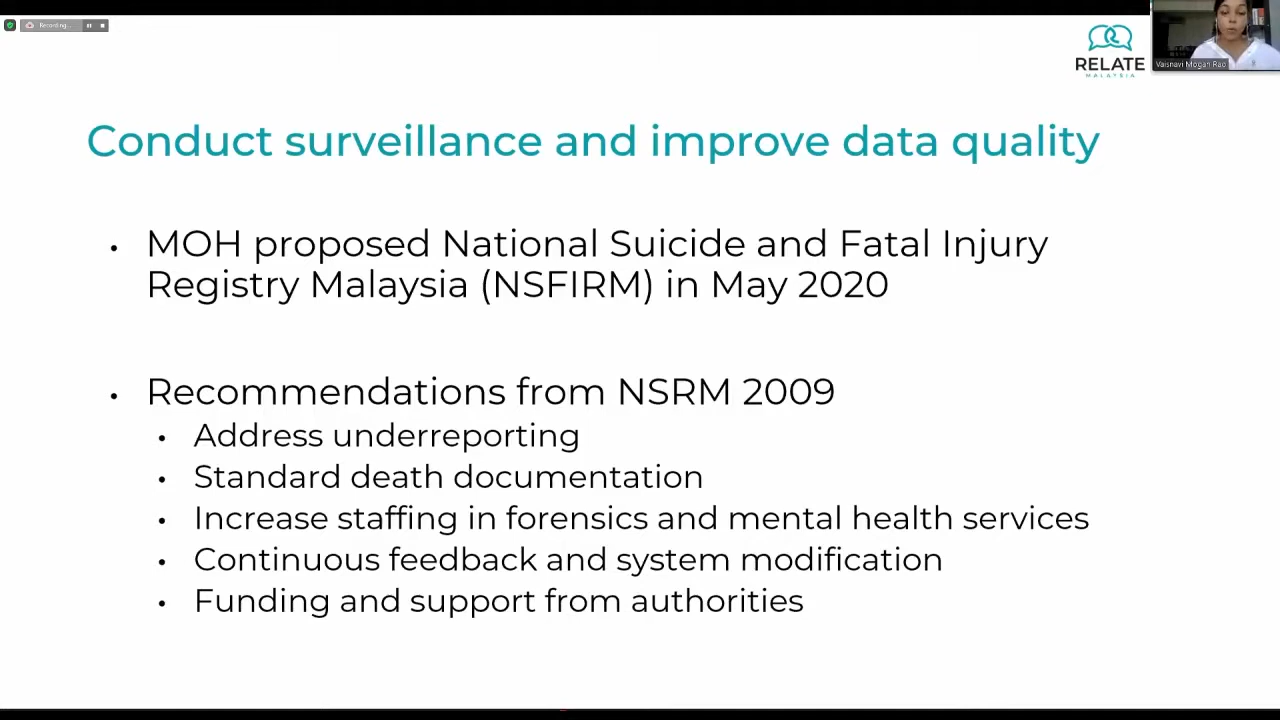 Recording...
RELATE
MALAYSIA
Vaisnavi Mogan Rao
Conduct surveillance and improve data quality
• MOH proposed National Suicide and Fatal Injury
Registry Malaysia (NSFIRM) in May 2020
• Recommendations from NSRM 2009
• Address underreporting
• Standard death documentation
• Increase staffing in forensics and mental health services
• Continuous feedback and system modification
• Funding and support from authorities